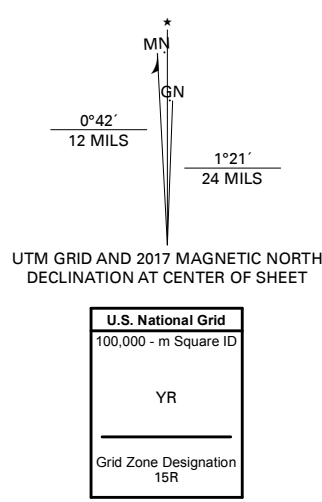 ★
MN
GN
0°42´
12 MILS
1°21´
24 MILS
UTM GRID AND 2017 MAGNETIC NORTH
DECLINATION AT CENTER OF SHEET
U.S. National Grid
100,000 - m Square ID
YR
Grid Zone Designation
15R